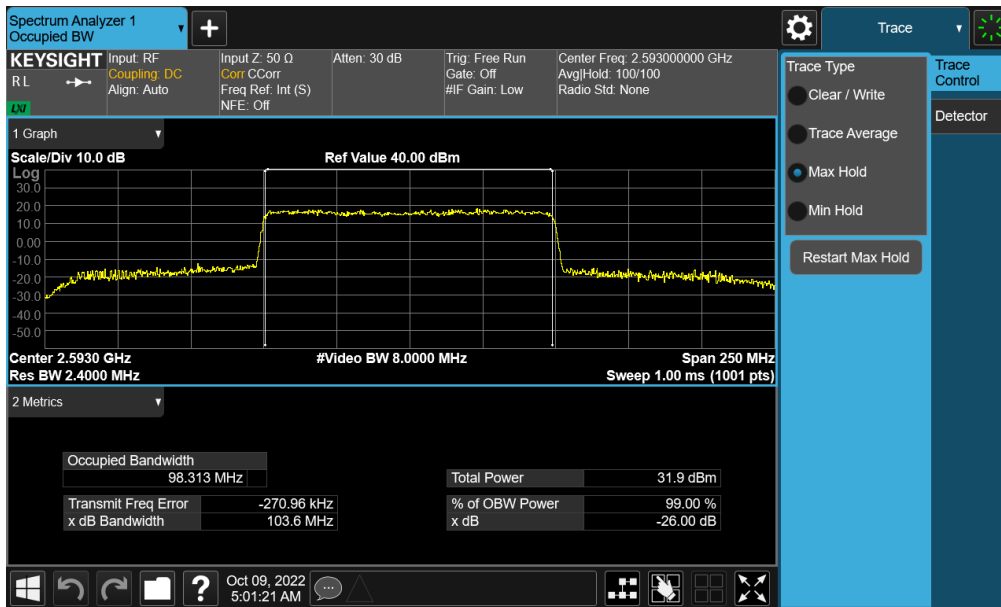 Spectrum Analyzer 1
Occupied BW
Trace
KEYSIGHT
R L
LXI
Input: RF
Coupling: DC
Align: Auto
Input Z: 50 Ω
Corr CCorr
Freq Ref: Int (S)
NFE: Off
Atten: 30 dB
Trig: Free Run
Gate: Off
#IF Gain: Low
Center Freq: 2.593000000 GHz
Avg|Hold: 100/100
Radio Std: None
Trace Type
Clear / Write
Trace Average
Max Hold
Min Hold
Restart Max Hold
Trace
Control
Detector
1 Graph
Scale/Div 10.0 dB
Ref Value 40.00 dBm
Log
30.0
20.0
10.0
0.00
-10.0
-20.0
-30.0
-40.0
-50.0
Center 2.5930 GHz
#Video BW 8.0000 MHz
Span 250 MHz
Res BW 2.4000 MHz
Sweep 1.00 ms (1001 pts)
2 Metrics
Occupied Bandwidth
98.313 MHz
Total Power 31.9 dBm
Transmit Freq Error -270.96 kHz
% of OBW Power 99.00 %
x dB Bandwidth 103.6 MHz
x dB -26.00 dB
?
Oct 09, 2022
5:01:21 AM